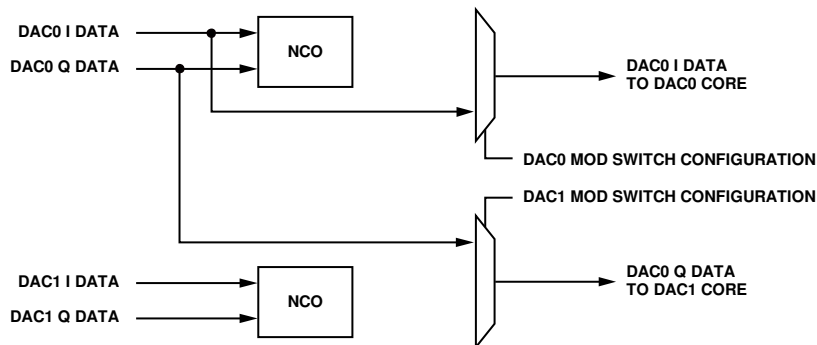 DAC0 I DATA
DAC0 Q DATA
NCO
DAC0 I DATA
TO DAC0 CORE
DAC0 MOD SWITCH CONFIGURATION
DAC1 MOD SWITCH CONFIGURATION
DAC1 I DATA
DAC1 Q DATA
NCO
DAC0 Q DATA
TO DAC1 CORE